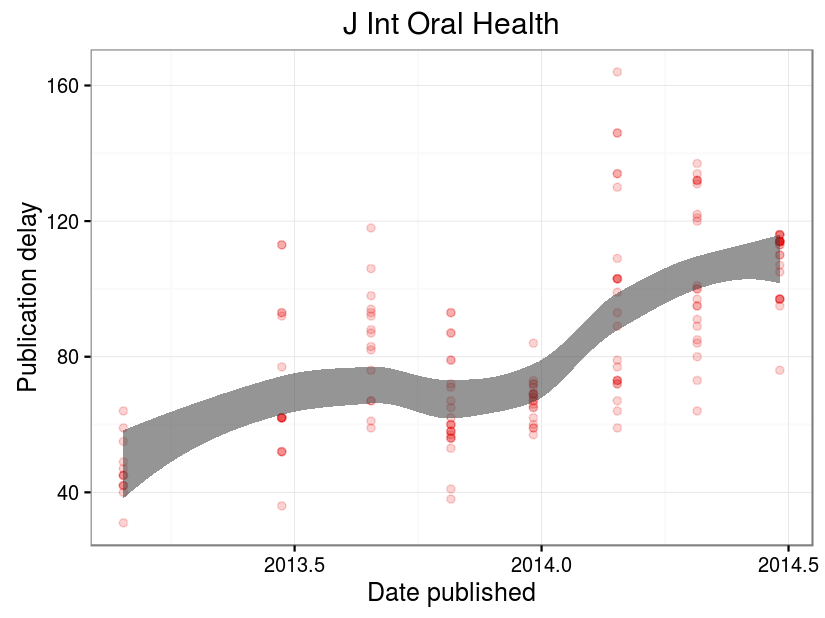 J Int Oral Health
Publication delay
160
120
80
40
2013.5
2014.0
2014.5
Date published